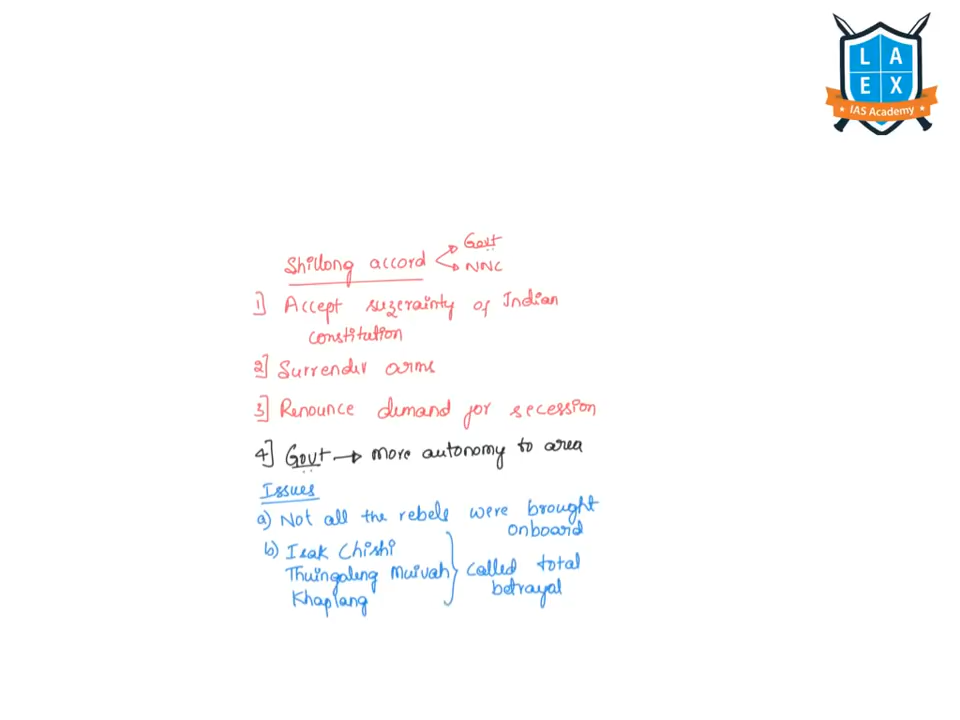 L A
E X
IAS Academy
Shillong accord → Govt
→ NNC
1] Accept suzerainty of Indian
constitution
2] Surrender arms
3] Renounce demand for secession
4] Govt → More autonomy to area
Issues
a) Not all the rebels were brought
onboard
b) Isak Chishi
Thuingaleng Muivah
Khaplang
called total
betrayal